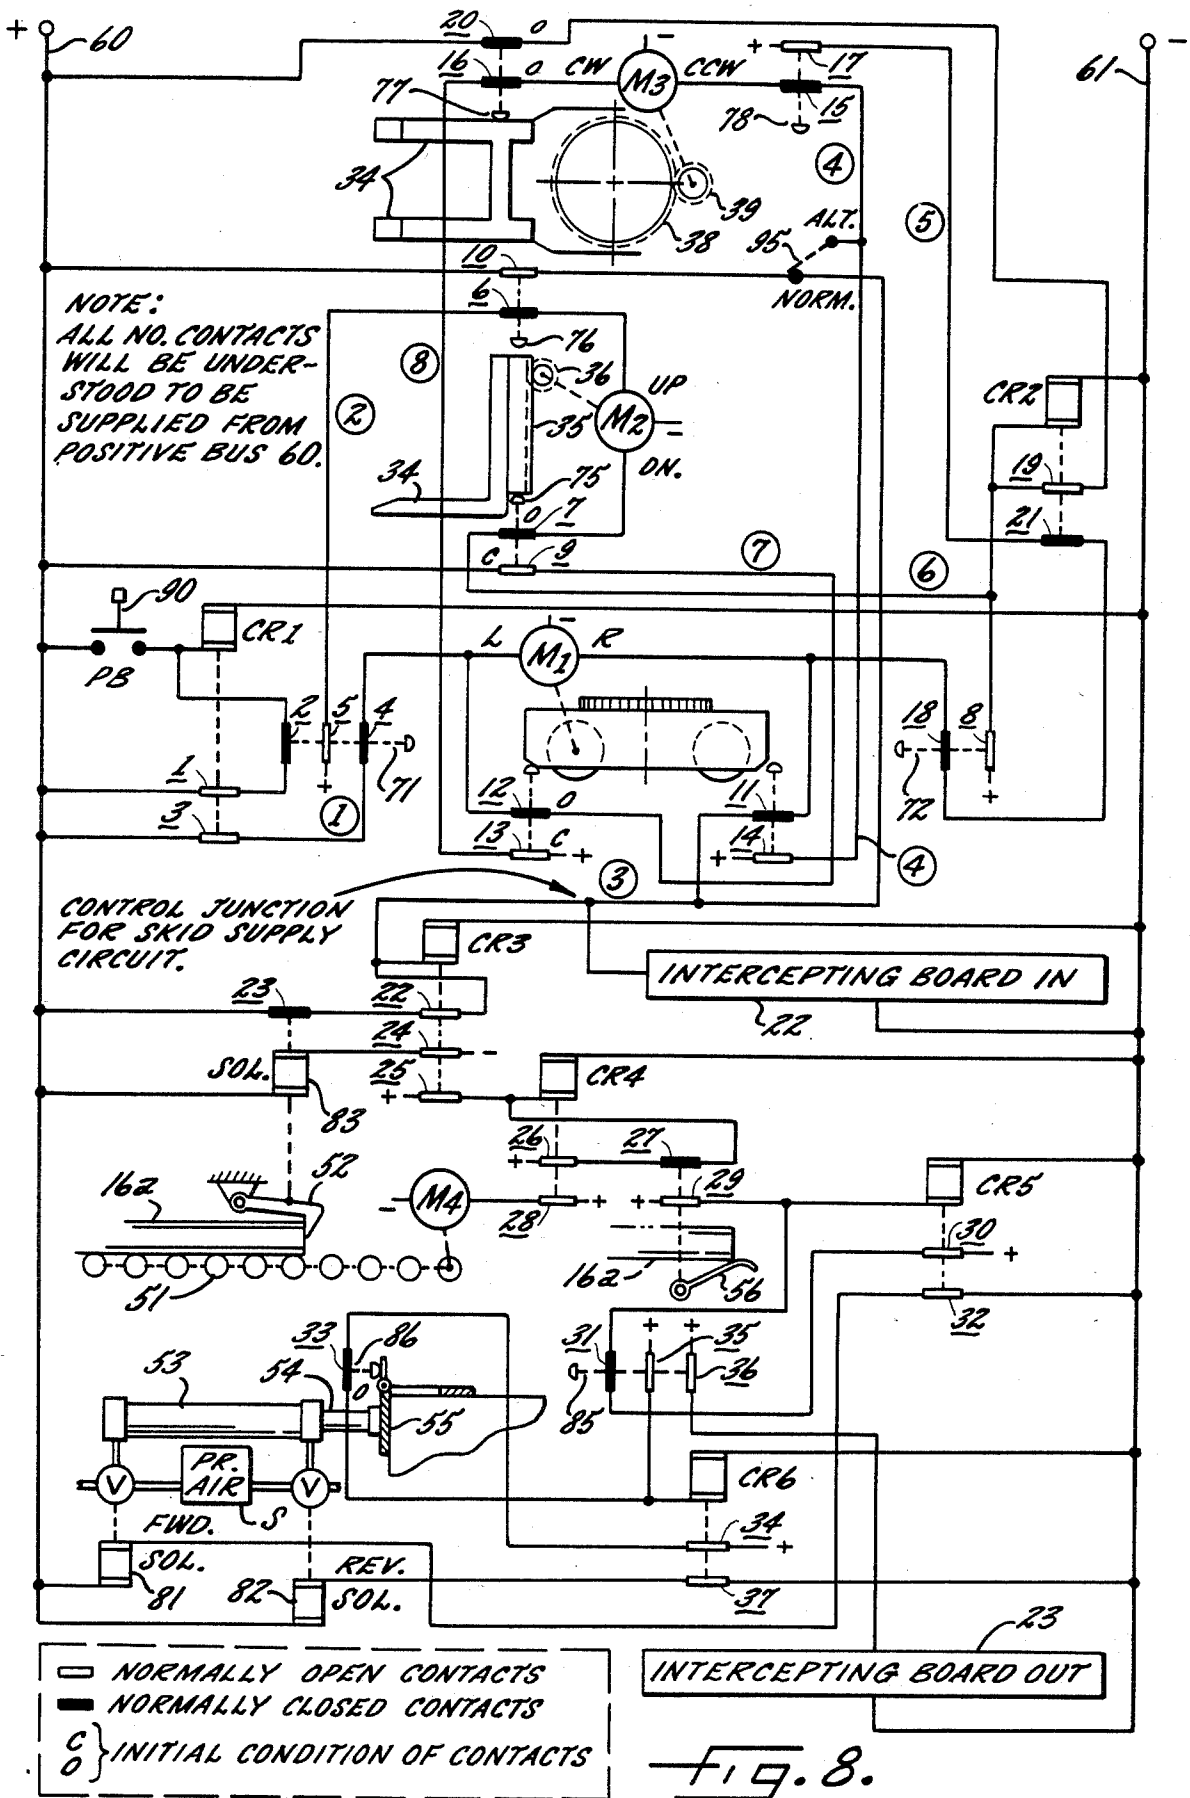 + 60 20 O −
16 O CW M3 CCW + 17 61
77 78 15
4
34 39 5
38 95 ALT.
10 NORM.
NOTE:
ALL NO. CONTACTS
WILL BE UNDER-
STOOD TO BE
SUPPLIED FROM
POSITIVE BUS 60.
6 76
8 36 UP CR2
2 35 M2 −
DN. 19
34 75 21
O 7
C 9 7 6
90 CR1
PB
L M1 − R
2 5 4 18 8
1 + 71 72 +
3 1
12 O 11
13 C + + 14
3 4
CONTROL JUNCTION
FOR SKID SUPPLY
CIRCUIT.
CR3
INTERCEPTING BOARD IN
23 22 22
24 −
SOL. + 25 CR4
83
+ 26 27
52 CR5
16a − M4 28 + + 29
30 +
51 16a 56
32
33 86 + + 35
53 54 O 31 36
55 85
PR.
AIR
V V
S CR6
FWD. 34 +
SOL. REV.
81 82 SOL. 37
23
INTERCEPTING BOARD OUT
NORMALLY OPEN CONTACTS
NORMALLY CLOSED CONTACTS
C
O } INITIAL CONDITION OF CONTACTS
Fig. 8.